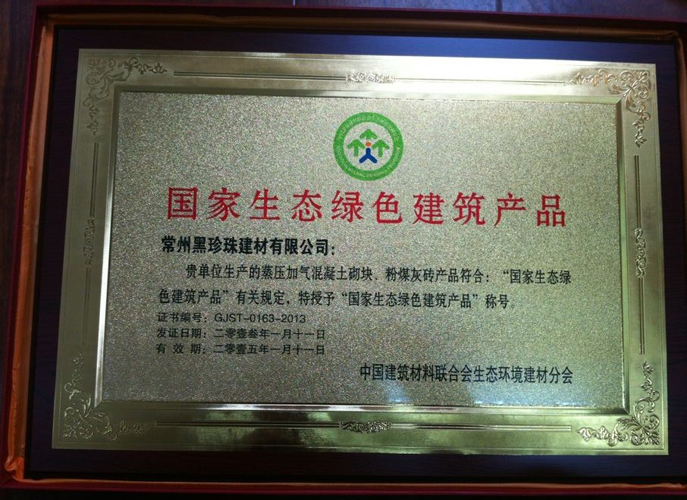 国家生态绿色建筑产品
常州黑珍珠建材有限公司：
贵单位生产的蒸压加气混凝土砌块、粉煤灰砖产品符合：“国家生态绿
色建筑产品”有关规定，特授予“国家生态绿色建筑产品”称号。
证书编号：GJST-0163-2013
发证日期：二零壹叁年一月十一日
有 效 期：二零壹五年一月十一日
中国建筑材料联合会生态环境建材分会